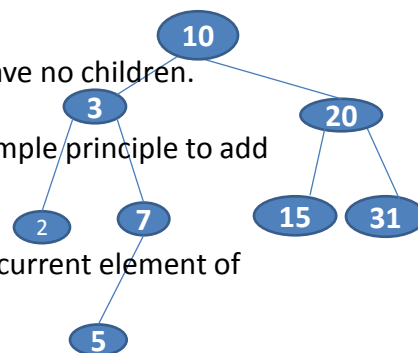 10
ave no children.
3
20
mple principle to add
2
7
15
31
current element of
5